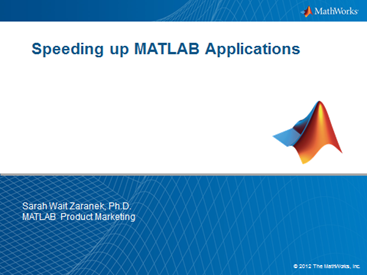 MathWorks
Speeding up MATLAB Applications
Sarah Wait Zaranek, Ph.D.
MATLAB Product Marketing
© 2012 The MathWorks, Inc.